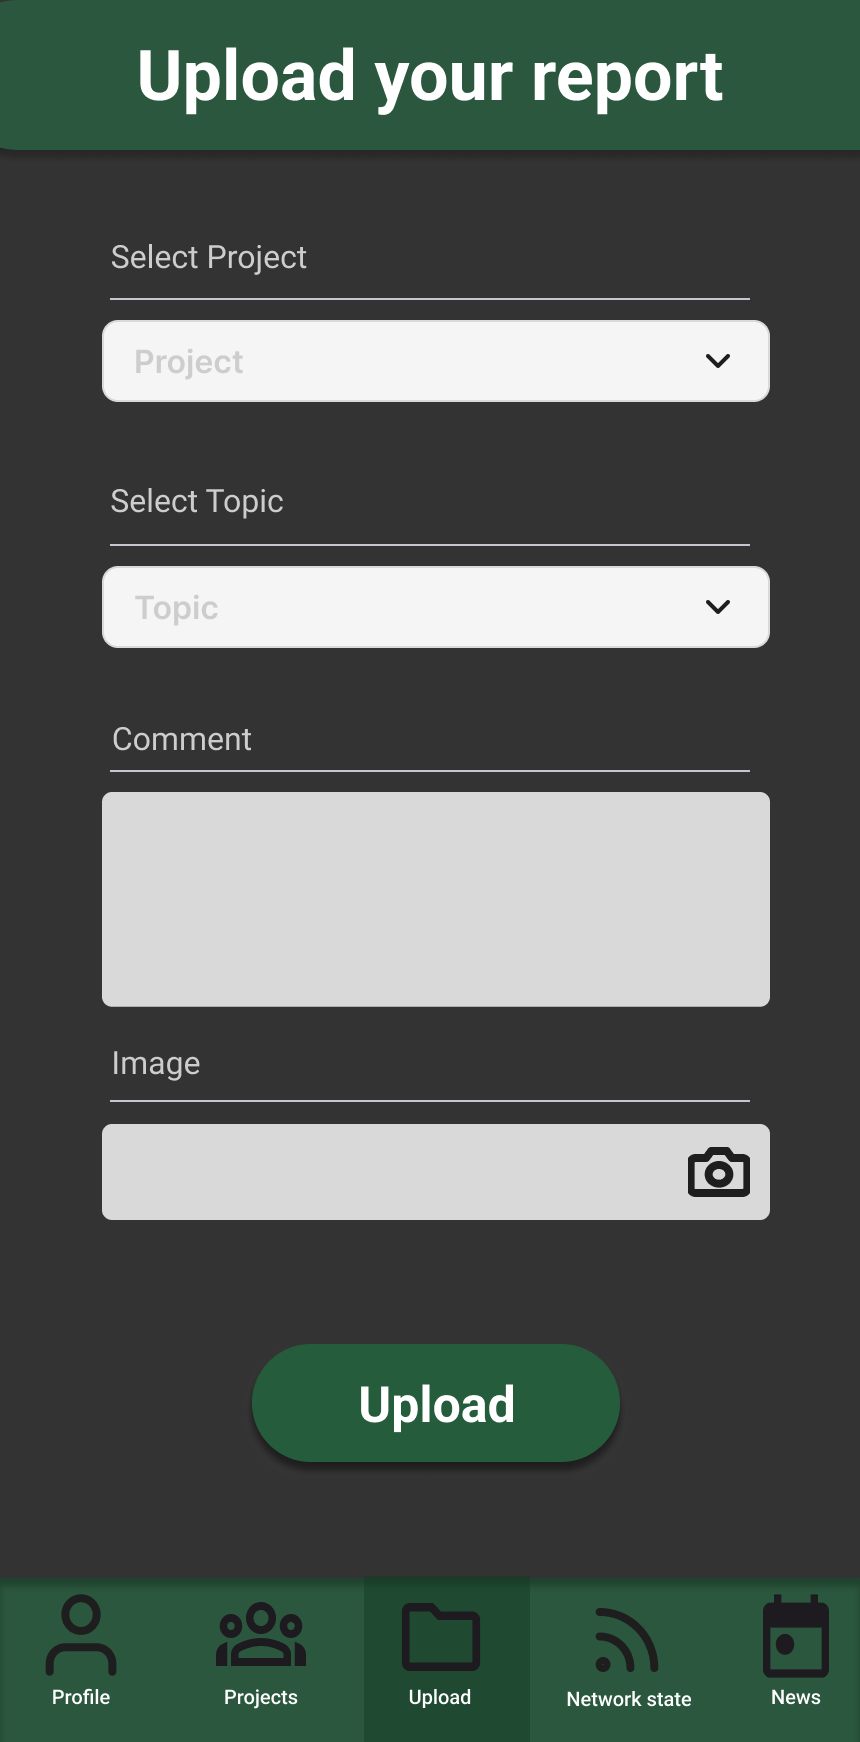 Upload your report
Select Project
Project
Select Topic
Topic
Comment
Image
Upload
Profile
Projects
Upload
Network state
News